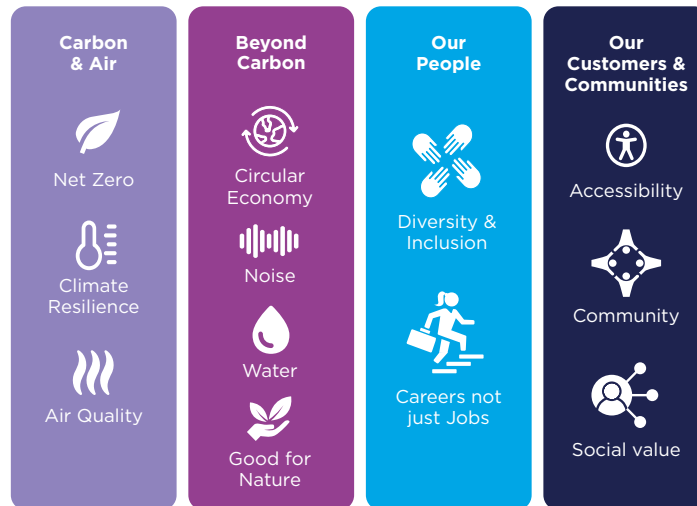 Carbon
& Air
Net Zero
Climate
Resilience
Air Quality
Beyond
Carbon
Circular
Economy
Noise
Water
Good for
Nature
Our
People
Diversity &
Inclusion
Careers not
just Jobs
Our
Customers &
Communities
Accessibility
Community
Social value